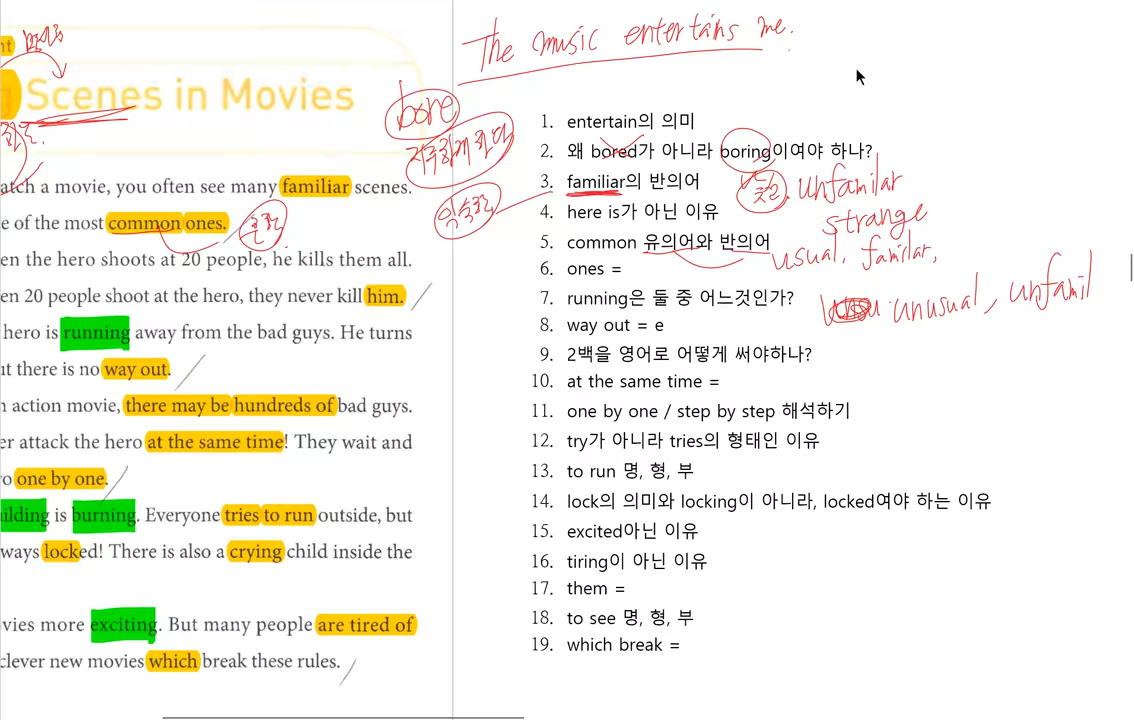 The music entertains me.
nt
Scenes in Movies
bore
지루하게 한다
atch a movie, you often see many familiar scenes.
익숙한
e of the most common ones.
흔한
en the hero shoots at 20 people, he kills them all.
en 20 people shoot at the hero, they never kill him.
hero is running away from the bad guys. He turns
ut there is no way out.
n action movie, there may be hundreds of bad guys.
er attack the hero at the same time! They wait and
o one by one.
ilding is burning. Everyone tries to run outside, but
ways locked! There is also a crying child inside the
vies more exciting. But many people are tired of
clever new movies which break these rules.
1. entertain의 의미
2. 왜 bored가 아니라 boring이여야 하나?
3. familiar의 반의어
낯선 unfamilar
strange
4. here is가 아닌 이유
5. common 유의어와 반의어
usual, familar,
unusual, unfamil
6. ones =
7. running은 둘 중 어느것인가?
8. way out = e
9. 2백을 영어로 어떻게 써야하나?
10. at the same time =
11. one by one / step by step 해석하기
12. try가 아니라 tries의 형태인 이유
13. to run 명, 형, 부
14. lock의 의미와 locking이 아니라, locked여야 하는 이유
15. excited아닌 이유
16. tiring이 아닌 이유
17. them =
18. to see 명, 형, 부
19. which break =